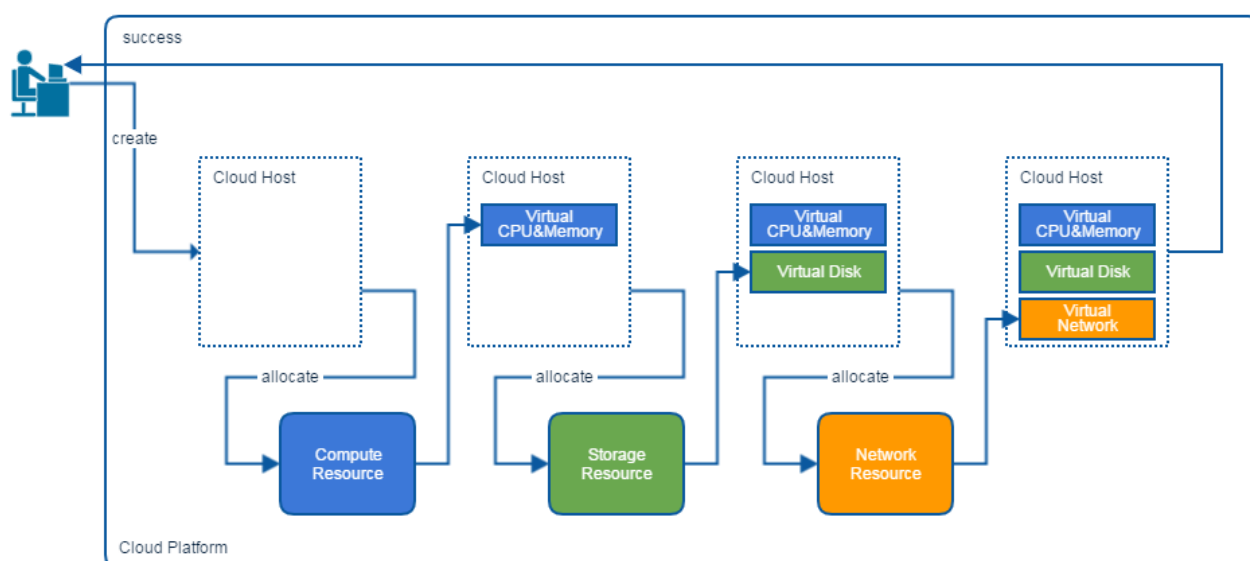 success
create
Cloud Host
Cloud Host
Virtual
CPU&Memory
Cloud Host
Virtual
CPU&Memory
Virtual Disk
Cloud Host
Virtual
CPU&Memory
Virtual Disk
Virtual
Network
allocate
allocate
allocate
Compute
Resource
Storage
Resource
Network
Resource
Cloud Platform